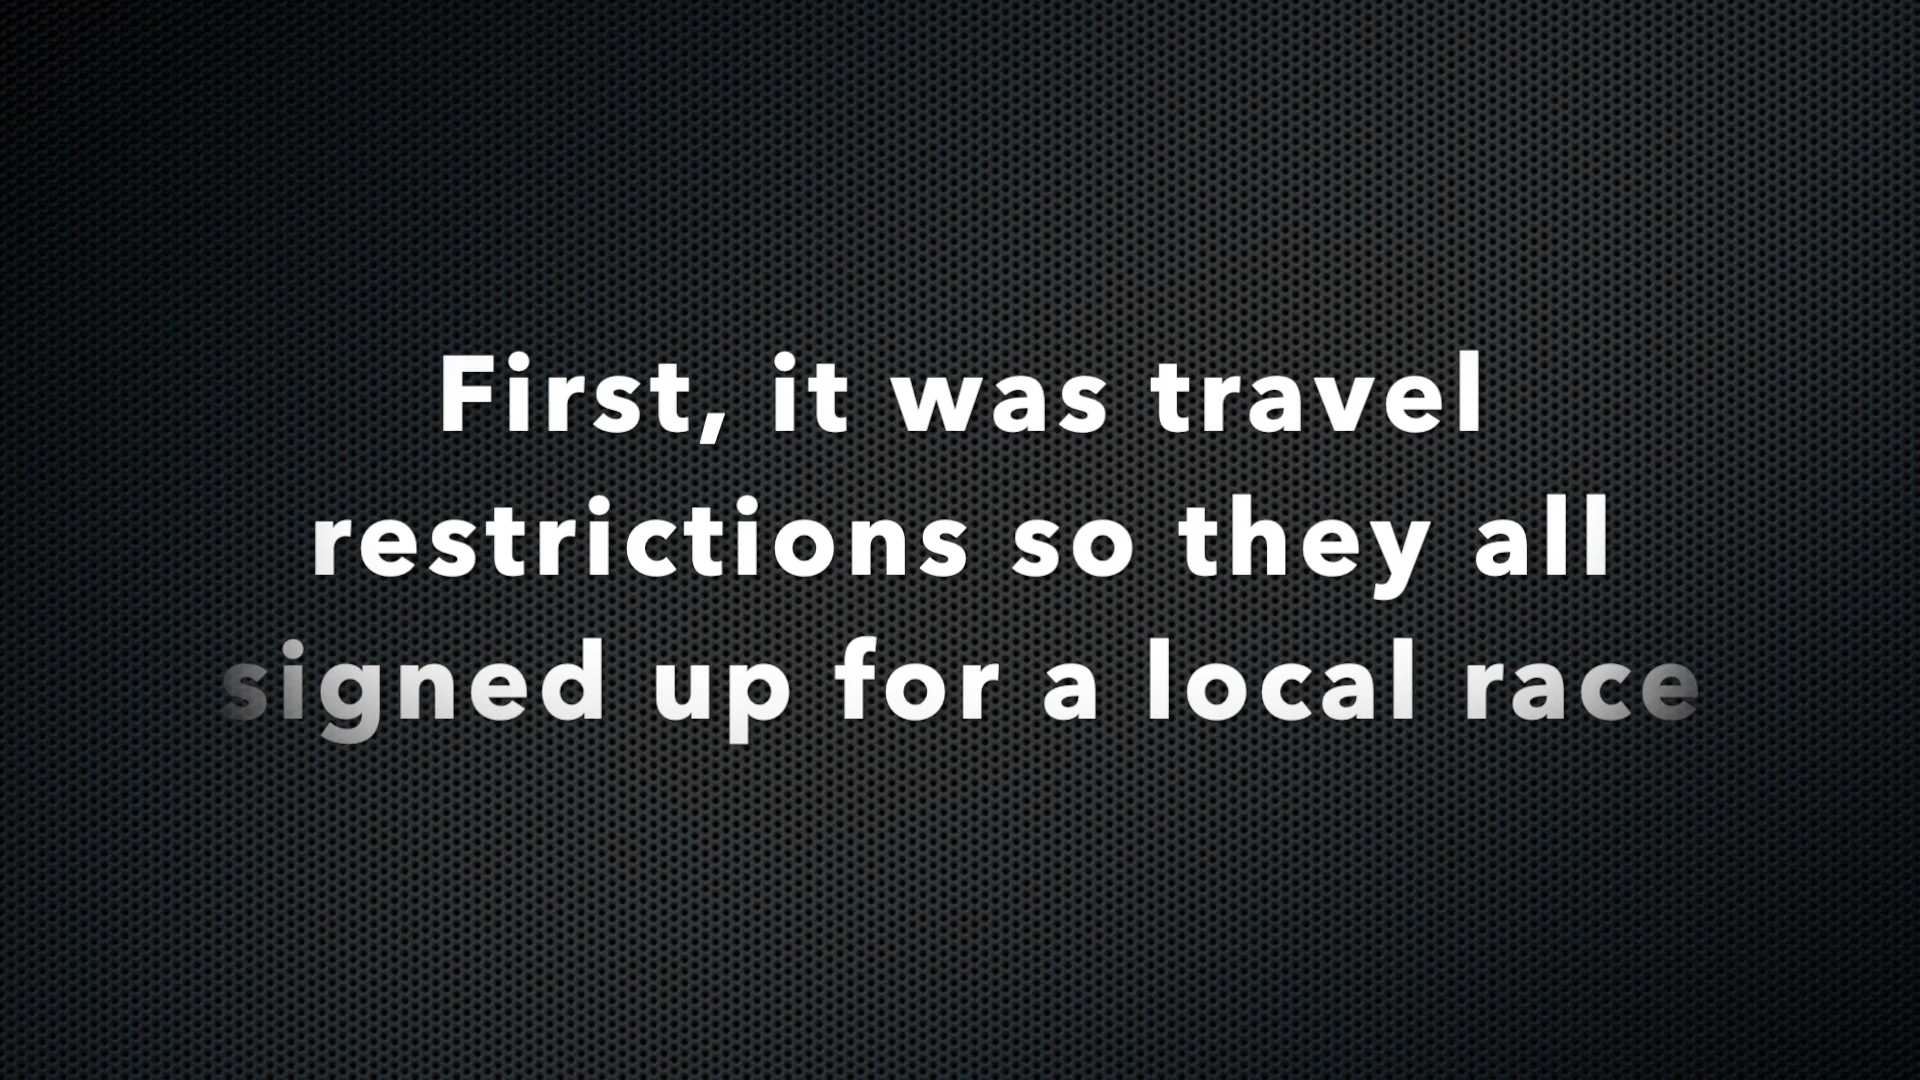 First, it was travel
restrictions so they all
signed up for a local race